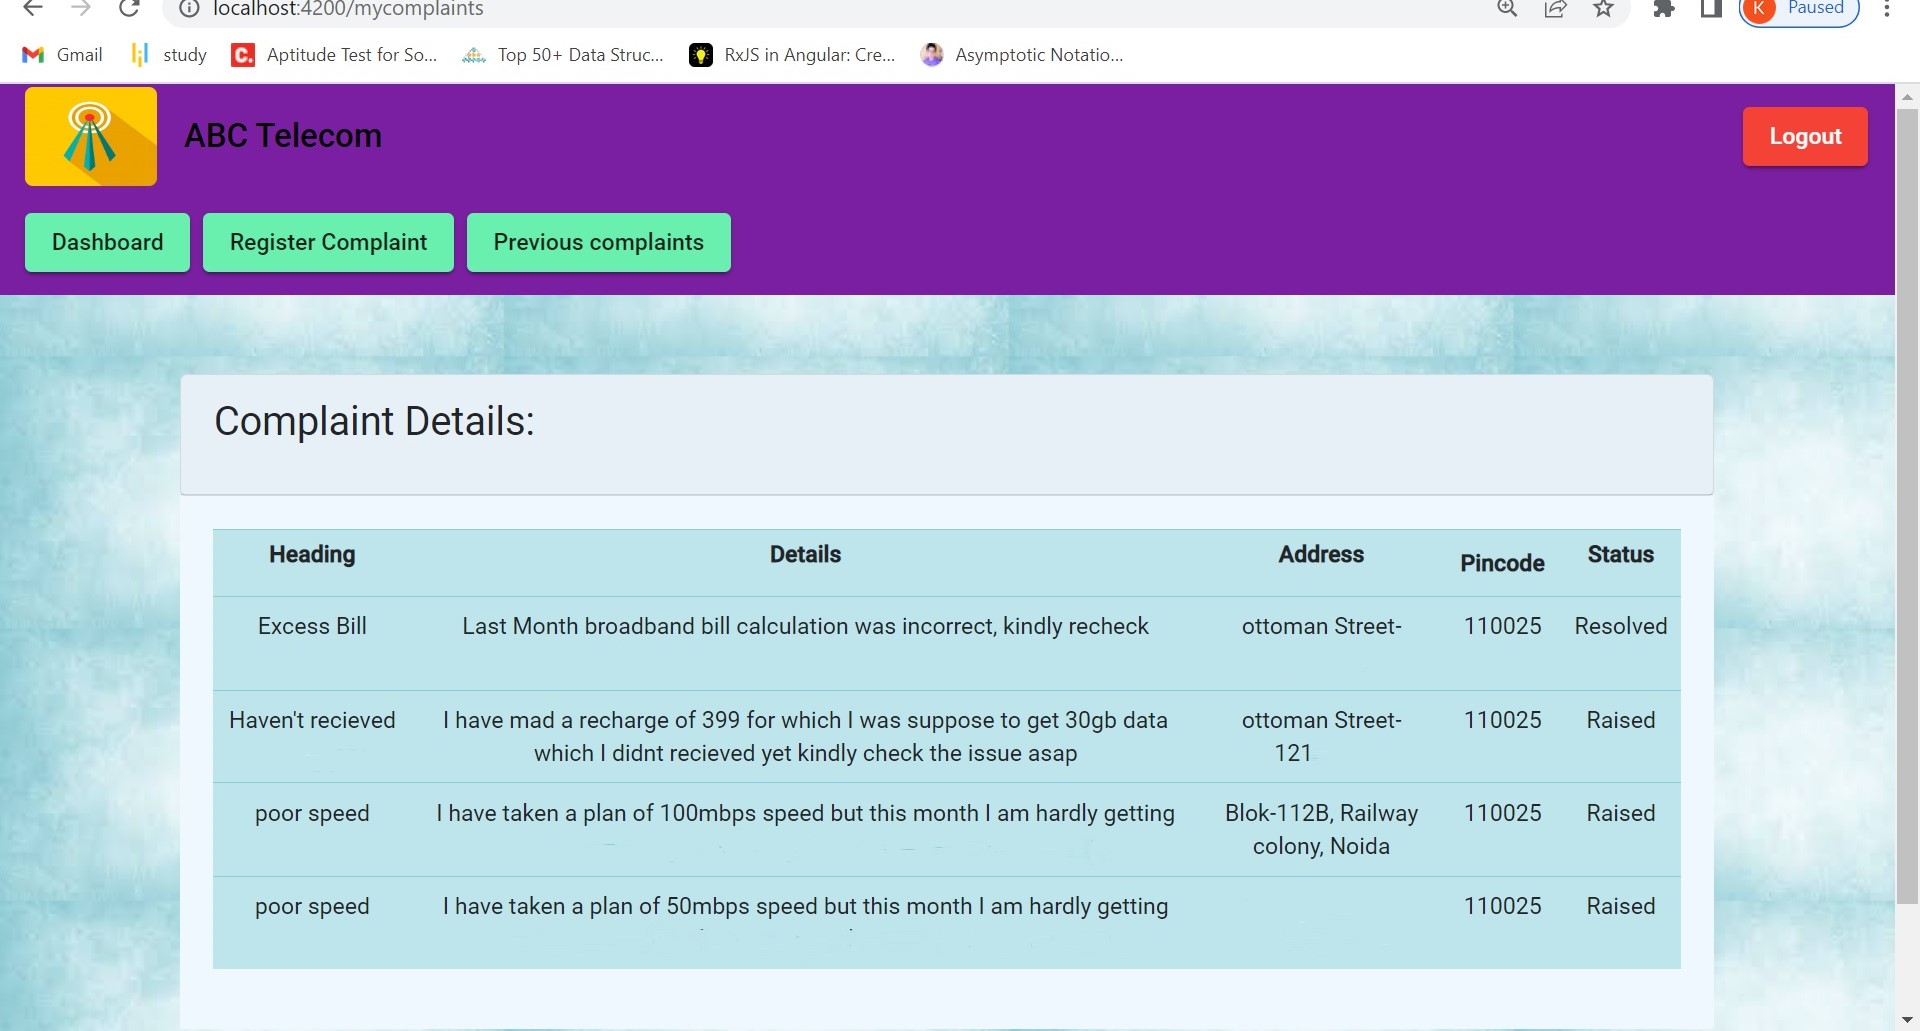 localhost:4200/mycomplaints
K Paused
Gmail study Aptitude Test for So... Top 50+ Data Struc... RxJS in Angular: Cre... Asymptotic Notatio...
ABC Telecom
Logout
Dashboard Register Complaint Previous complaints
Complaint Details:
Heading Details Address Pincode Status
Excess Bill Last Month broadband bill calculation was incorrect, kindly recheck ottoman Street- 110025 Resolved
Haven't recieved I have mad a recharge of 399 for which I was suppose to get 30gb data ottoman Street- 110025 Raised
which I didnt recieved yet kindly check the issue asap 121
poor speed I have taken a plan of 100mbps speed but this month I am hardly getting Blok-112B, Railway 110025 Raised
colony, Noida
poor speed I have taken a plan of 50mbps speed but this month I am hardly getting 110025 Raised